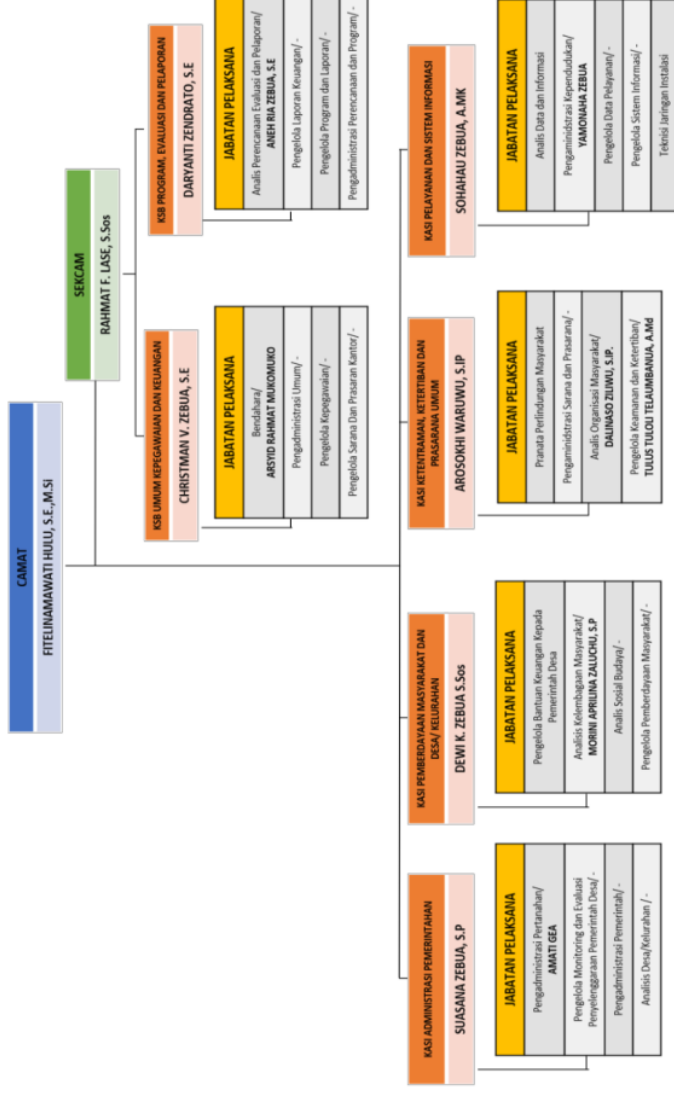 CAMAT
FITELINAMAWATI HULU, S.E.,M.SI
SEKCAM
RAHMAT F. LASE, S.Sos
KSB UMUM KEPEGAWAIAN DAN KEUANGAN
CHRISTMAN V. ZEBUA, S.E
JABATAN PELAKSANA
Bendahara/
ARSYID RAHMAT MUKOMUKO
Pengadministrasi Umum/ -
Pengelola Kepegawaian/ -
Pengelola Sarana Dan Prasaran Kantor/ -
KSB PROGRAM, EVALUASI DAN PELAPORAN
DARYANTI ZENDRATO, S.E
JABATAN PELAKSANA
Analis Perencanaan Evaluasi dan Pelaporan/
ANEH RIA ZEBUA, S.E
Pengelola Laporan Keuangan/ -
Pengelola Program dan Laporan/ -
Pengadministrasi Perencanaan dan Program/ -
KASI ADMINISTRASI PEMERINTAHAN
SUASANA ZEBUA, S.P
JABATAN PELAKSANA
Pengadministrasi Pertanahan/
AMATI GEA
Pengelola Monitoring dan Evaluasi
Penyelenggaraan Pemerintah Desa/ -
Pengadministrasi Pemerintah/ -
Analisis Desa/Kelurahan / -
KASI PEMBERDAYAAN MASYARAKAT DAN
DESA/ KELURAHAN
DEWI K. ZEBUA S.Sos
JABATAN PELAKSANA
Pengelola Bantuan Keuangan Kepada
Pemerintah Desa
Analisis Kelembagaan Masyarakat/
MORINI APRILINA ZALUCHU, S.P
Analis Sosial Budaya/ -
Pengelola Pemberdayaan Masyarakat/ -
KASI KETENTRAMAN, KETERTIBAN DAN
PRASARANA UMUM
AROSOKHI WARUWU, S.IP
JABATAN PELAKSANA
Pranata Perlindungan Masyarakat
Pengaminidstrasi Sarana dan Prasarana/ -
Analis Organisasi Masyarakat/
DALINASO ZILIWU, S.IP.
Pengelola Keamanan dan Ketertiban/
TULUS TULOLI TELAUMBANUA, A.Md
KASI PELAYANAN DAN SISTEM INFORMASI
SOHAHAU ZEBUA, A.MK
JABATAN PELAKSANA
Analis Data dan Informasi
Pengaminidstrasi Kependudukan/
YAMONAHA ZEBUA
Pengelola Data Pelayanan/ -
Pengelola Sistem Informasi/ -
Teknisi Jaringan Instalasi